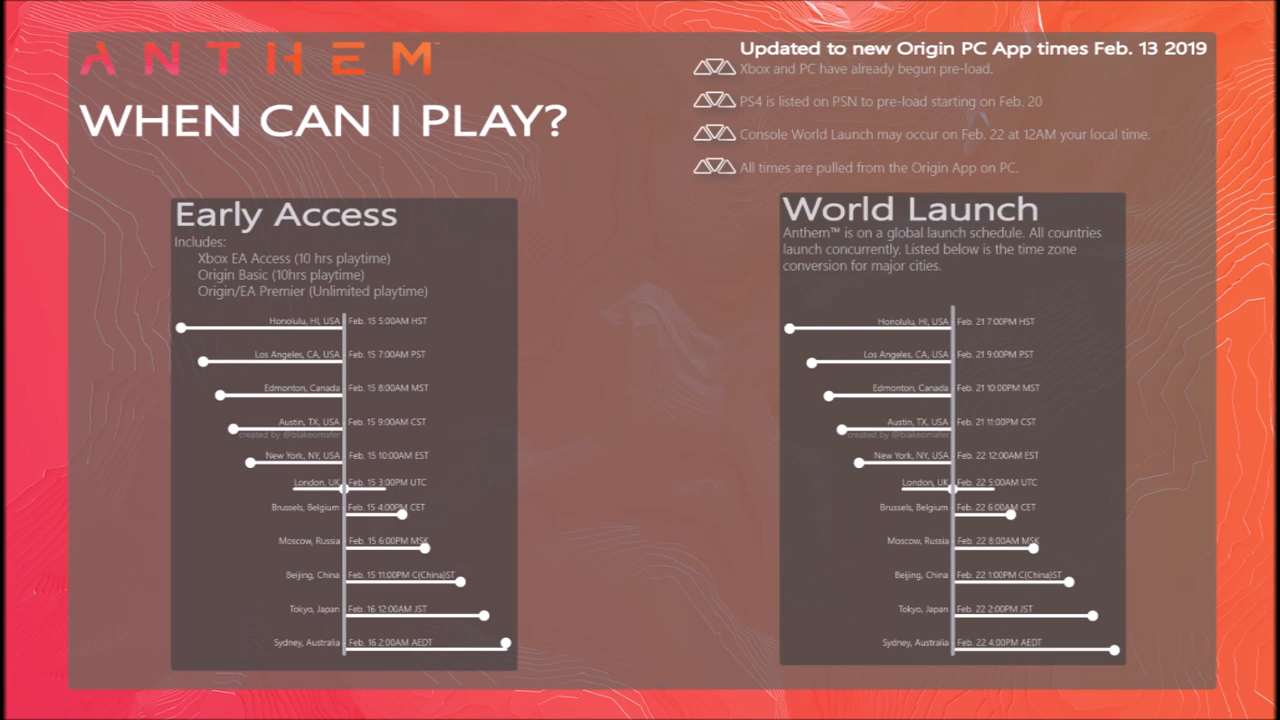 ANTHEM™
WHEN CAN I PLAY?
Updated to new Origin PC App times Feb. 13 2019
Xbox and PC have already begun pre-load.
PS4 is listed on PSN to pre-load starting on Feb. 20
Console World Launch may occur on Feb. 22 at 12AM your local time.
All times are pulled from the Origin App on PC.
Early Access
Includes:
Xbox EA Access (10 hrs playtime)
Origin Basic (10hrs playtime)
Origin/EA Premier (Unlimited playtime)
Honolulu, HI, USA Feb. 15 5:00AM HST
Los Angeles, CA, USA Feb. 15 7:00AM PST
Edmonton, Canada Feb. 15 8:00AM MST
Austin, TX, USA Feb. 15 9:00AM CST
created by @blakeomafer
New York, NY, USA Feb. 15 10:00AM EST
London, UK Feb. 15 3:00PM UTC
Brussels, Belgium Feb. 15 4:00PM CET
Moscow, Russia Feb. 15 6:00PM MSK
Beijing, China Feb. 15 11:00PM C(China)ST
Tokyo, Japan Feb. 16 12:00AM JST
Sydney, Australia Feb. 16 2:00AM AEDT
World Launch
Anthem™ is on a global launch schedule. All countries
launch concurrently. Listed below is the time zone
conversion for major cities.
Honolulu, HI, USA Feb. 21 7:00PM HST
Los Angeles, CA, USA Feb. 21 9:00PM PST
Edmonton, Canada Feb. 21 10:00PM MST
Austin, TX, USA Feb. 21 11:00PM CST
created by @blakeomafer
New York, NY, USA Feb. 22 12:00AM EST
London, UK Feb. 22 5:00AM UTC
Brussels, Belgium Feb. 22 6:00AM CET
Moscow, Russia Feb. 22 8:00AM MSK
Beijing, China Feb. 22 1:00PM C(China)ST
Tokyo, Japan Feb. 22 2:00PM JST
Sydney, Australia Feb. 22 4:00PM AEDT